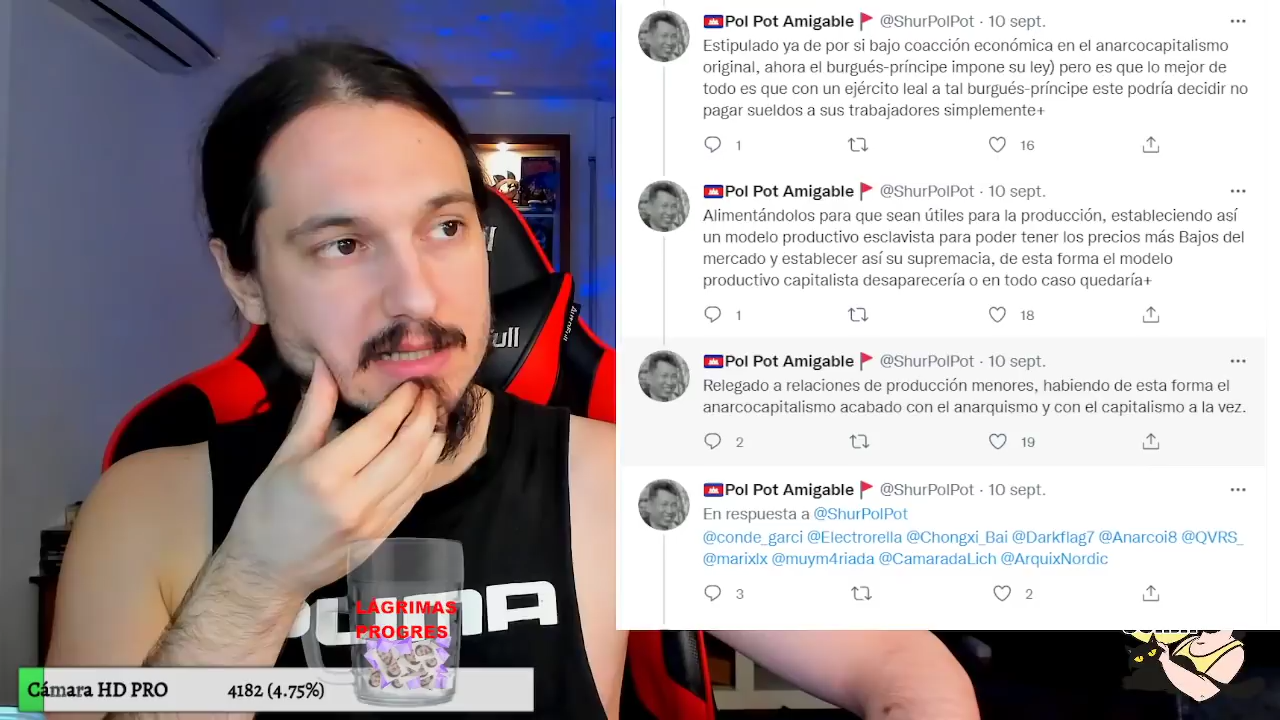 Pol Pot Amigable @ShurPolPot · 10 sept.
Estipulado ya de por si bajo coacción económica en el anarcocapitalismo
original, ahora el burgués-príncipe impone su ley) pero es que lo mejor de
todo es que con un ejército leal a tal burgués-príncipe este podría decidir no
pagar sueldos a sus trabajadores simplemente+
1 16
Pol Pot Amigable @ShurPolPot · 10 sept.
Alimentándolos para que sean útiles para la producción, estableciendo así
un modelo productivo esclavista para poder tener los precios más Bajos del
mercado y establecer así su supremacia, de esta forma el modelo
productivo capitalista desaparecería o en todo caso quedaría+
1 18
Pol Pot Amigable @ShurPolPot · 10 sept.
Relegado a relaciones de producción menores, habiendo de esta forma el
anarcocapitalismo acabado con el anarquismo y con el capitalismo a la vez.
2 19
Pol Pot Amigable @ShurPolPot · 10 sept.
En respuesta a @ShurPolPot
@conde_garci @Electrorella @Chongxi_Bai @Darkflag7 @Anarcoi8 @QVRS_
@marixlx @muym4riada @CamaradaLich @ArquixNordic
3 2
PUMA
LÁGRIMAS
PROGRES
Cámara HD PRO 4182 (4.75%)